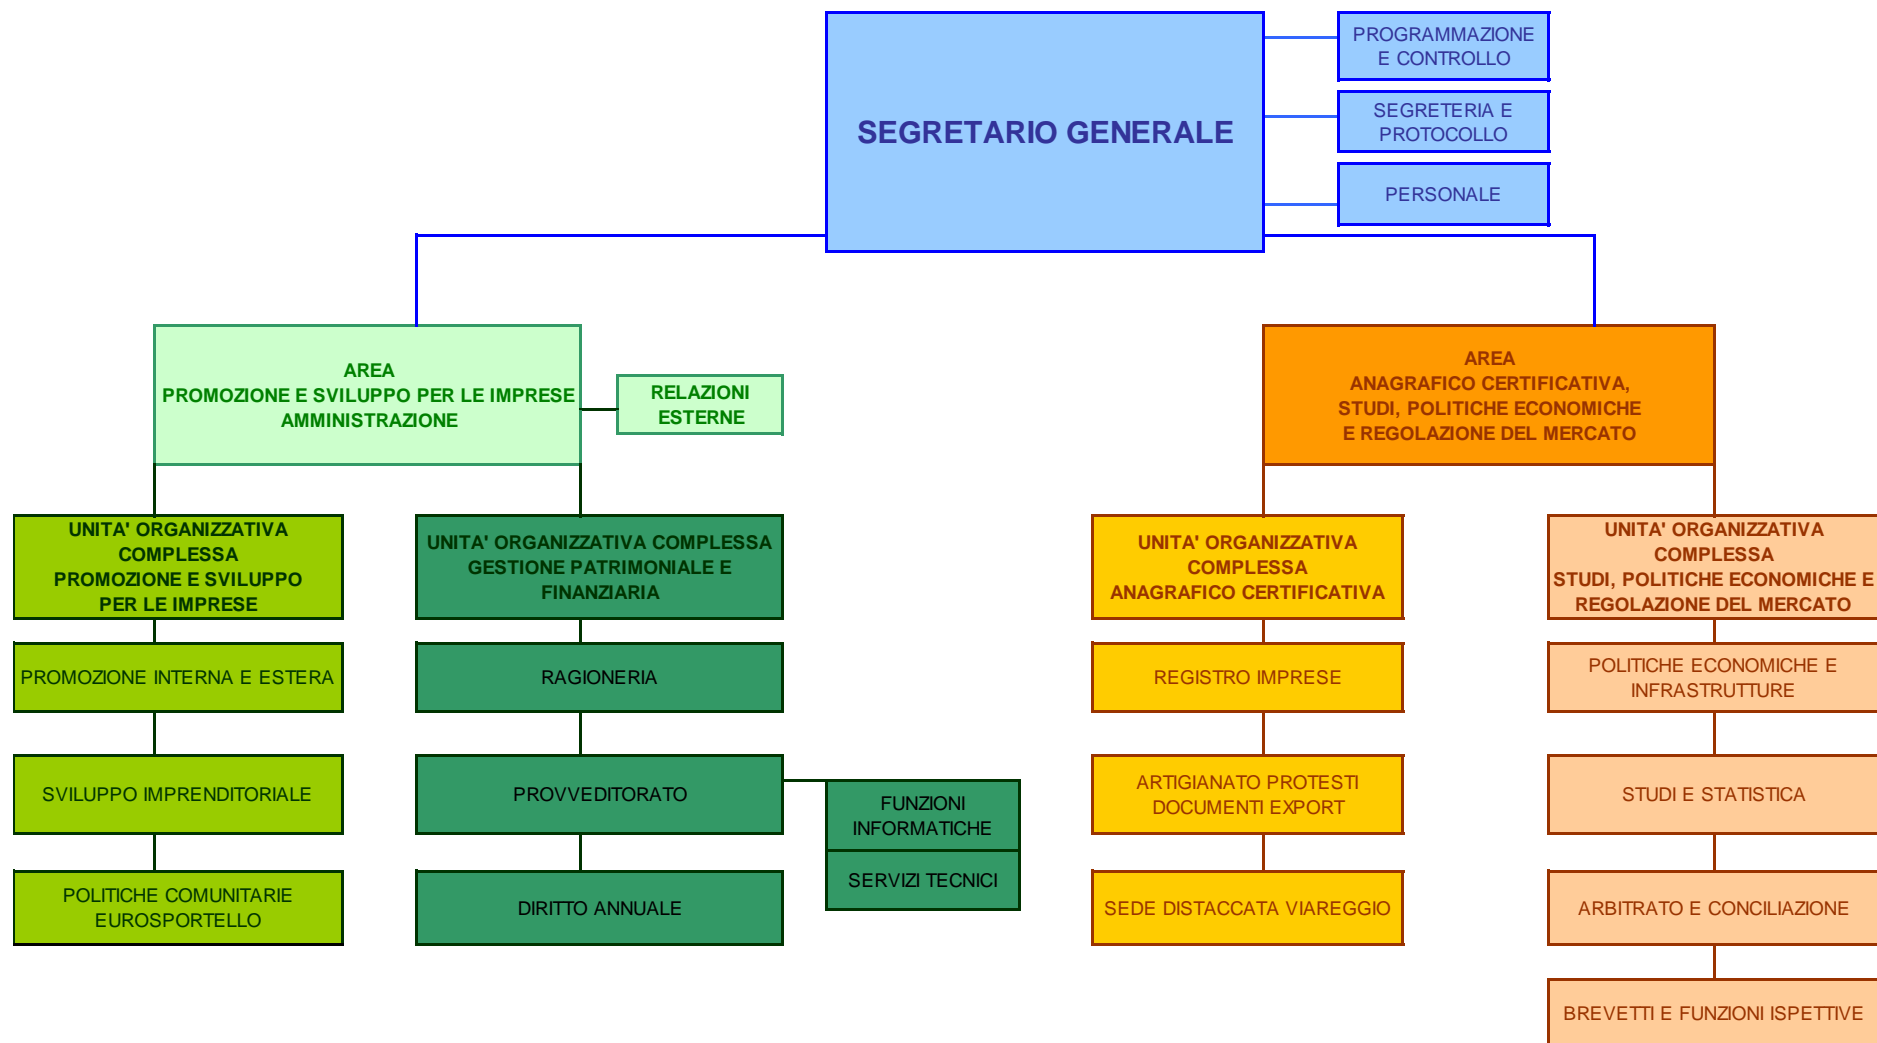 SEGRETARIO GENERALE
PROGRAMMAZIONE
E CONTROLLO
SEGRETERIA E
PROTOCOLLO
PERSONALE
AREA
PROMOZIONE E SVILUPPO PER LE IMPRESE
AMMINISTRAZIONE
RELAZIONI
ESTERNE
AREA
ANAGRAFICO CERTIFICATIVA,
STUDI, POLITICHE ECONOMICHE
E REGOLAZIONE DEL MERCATO
UNITA' ORGANIZZATIVA
COMPLESSA
PROMOZIONE E SVILUPPO
PER LE IMPRESE
PROMOZIONE INTERNA E ESTERA
SVILUPPO IMPRENDITORIALE
POLITICHE COMUNITARIE
EUROSPORTELLO
UNITA' ORGANIZZATIVA COMPLESSA
GESTIONE PATRIMONIALE E
FINANZIARIA
RAGIONERIA
PROVVEDITORATO
FUNZIONI
INFORMATICHE
SERVIZI TECNICI
DIRITTO ANNUALE
UNITA' ORGANIZZATIVA
COMPLESSA
ANAGRAFICO CERTIFICATIVA
REGISTRO IMPRESE
ARTIGIANATO PROTESTI
DOCUMENTI EXPORT
SEDE DISTACCATA VIAREGGIO
UNITA' ORGANIZZATIVA
COMPLESSA
STUDI, POLITICHE ECONOMICHE E
REGOLAZIONE DEL MERCATO
POLITICHE ECONOMICHE E
INFRASTRUTTURE
STUDI E STATISTICA
ARBITRATO E CONCILIAZIONE
BREVETTI E FUNZIONI ISPETTIVE